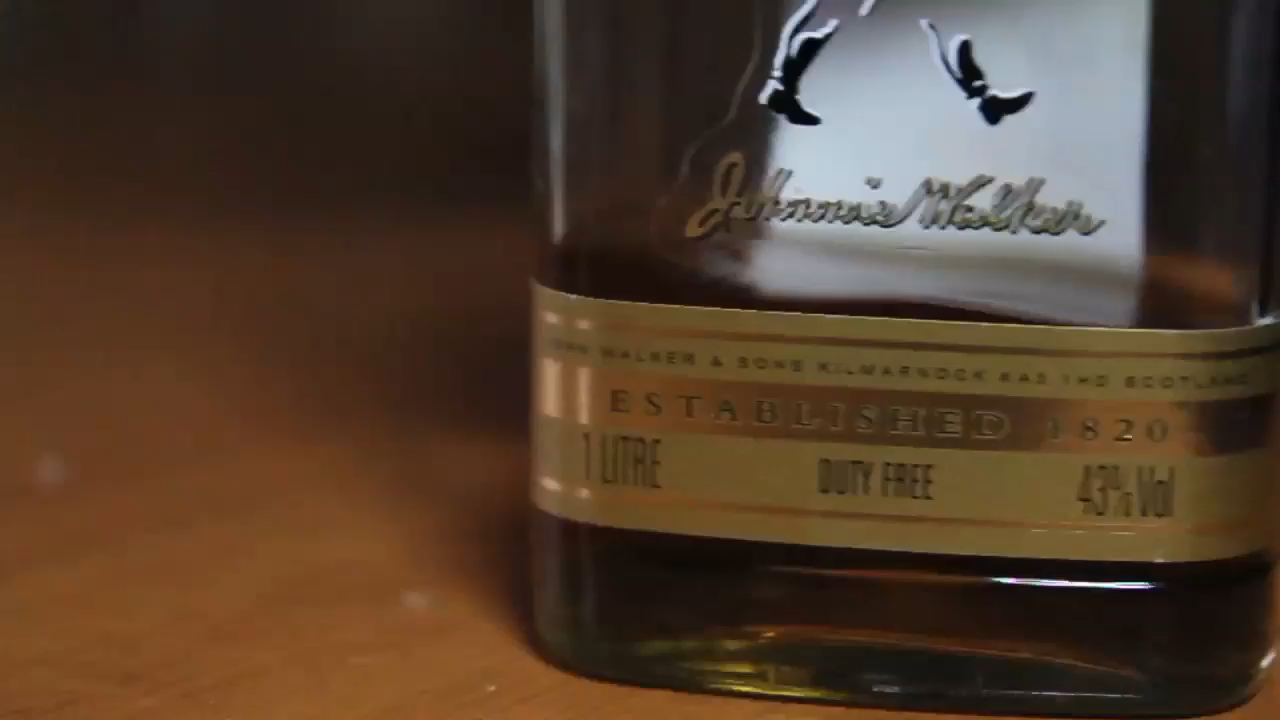 Johnnie Walker
JOHN WALKER & SONS KILMARNOCK KA3 1HD SCOTLAND
ESTABLISHED 1820
1 LITRE DUTY FREE 43% Vol